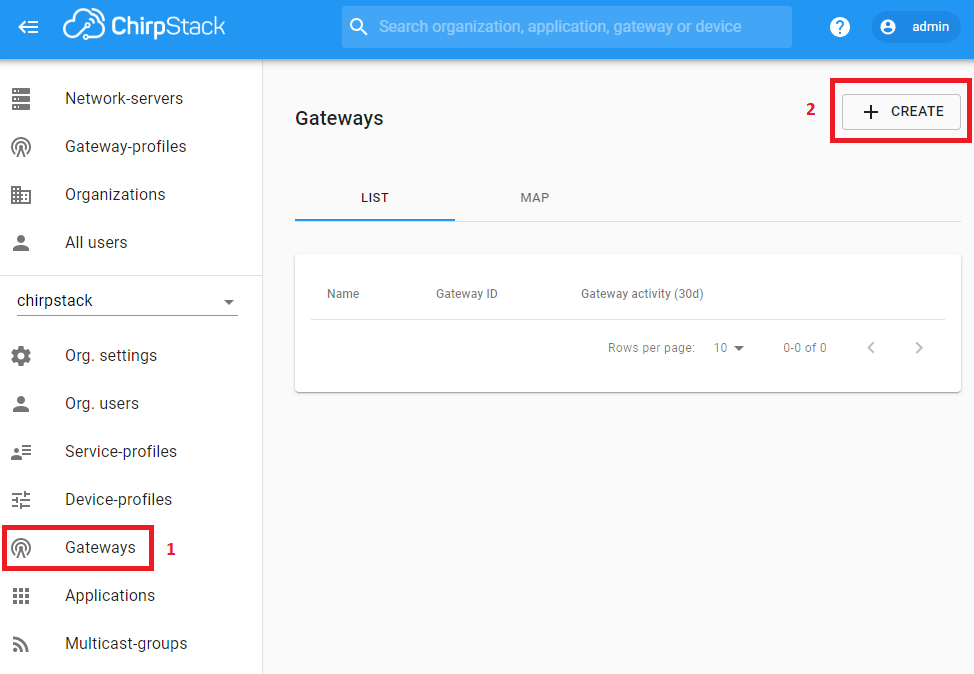 ChirpStack
Search organization, application, gateway or device
?
admin
Network-servers
Gateway-profiles
Organizations
All users
chirpstack
Org. settings
Org. users
Service-profiles
Device-profiles
Gateways 1
Applications
Multicast-groups
Gateways
2 + CREATE
LIST MAP
Name Gateway ID Gateway activity (30d)
Rows per page: 10 0-0 of 0